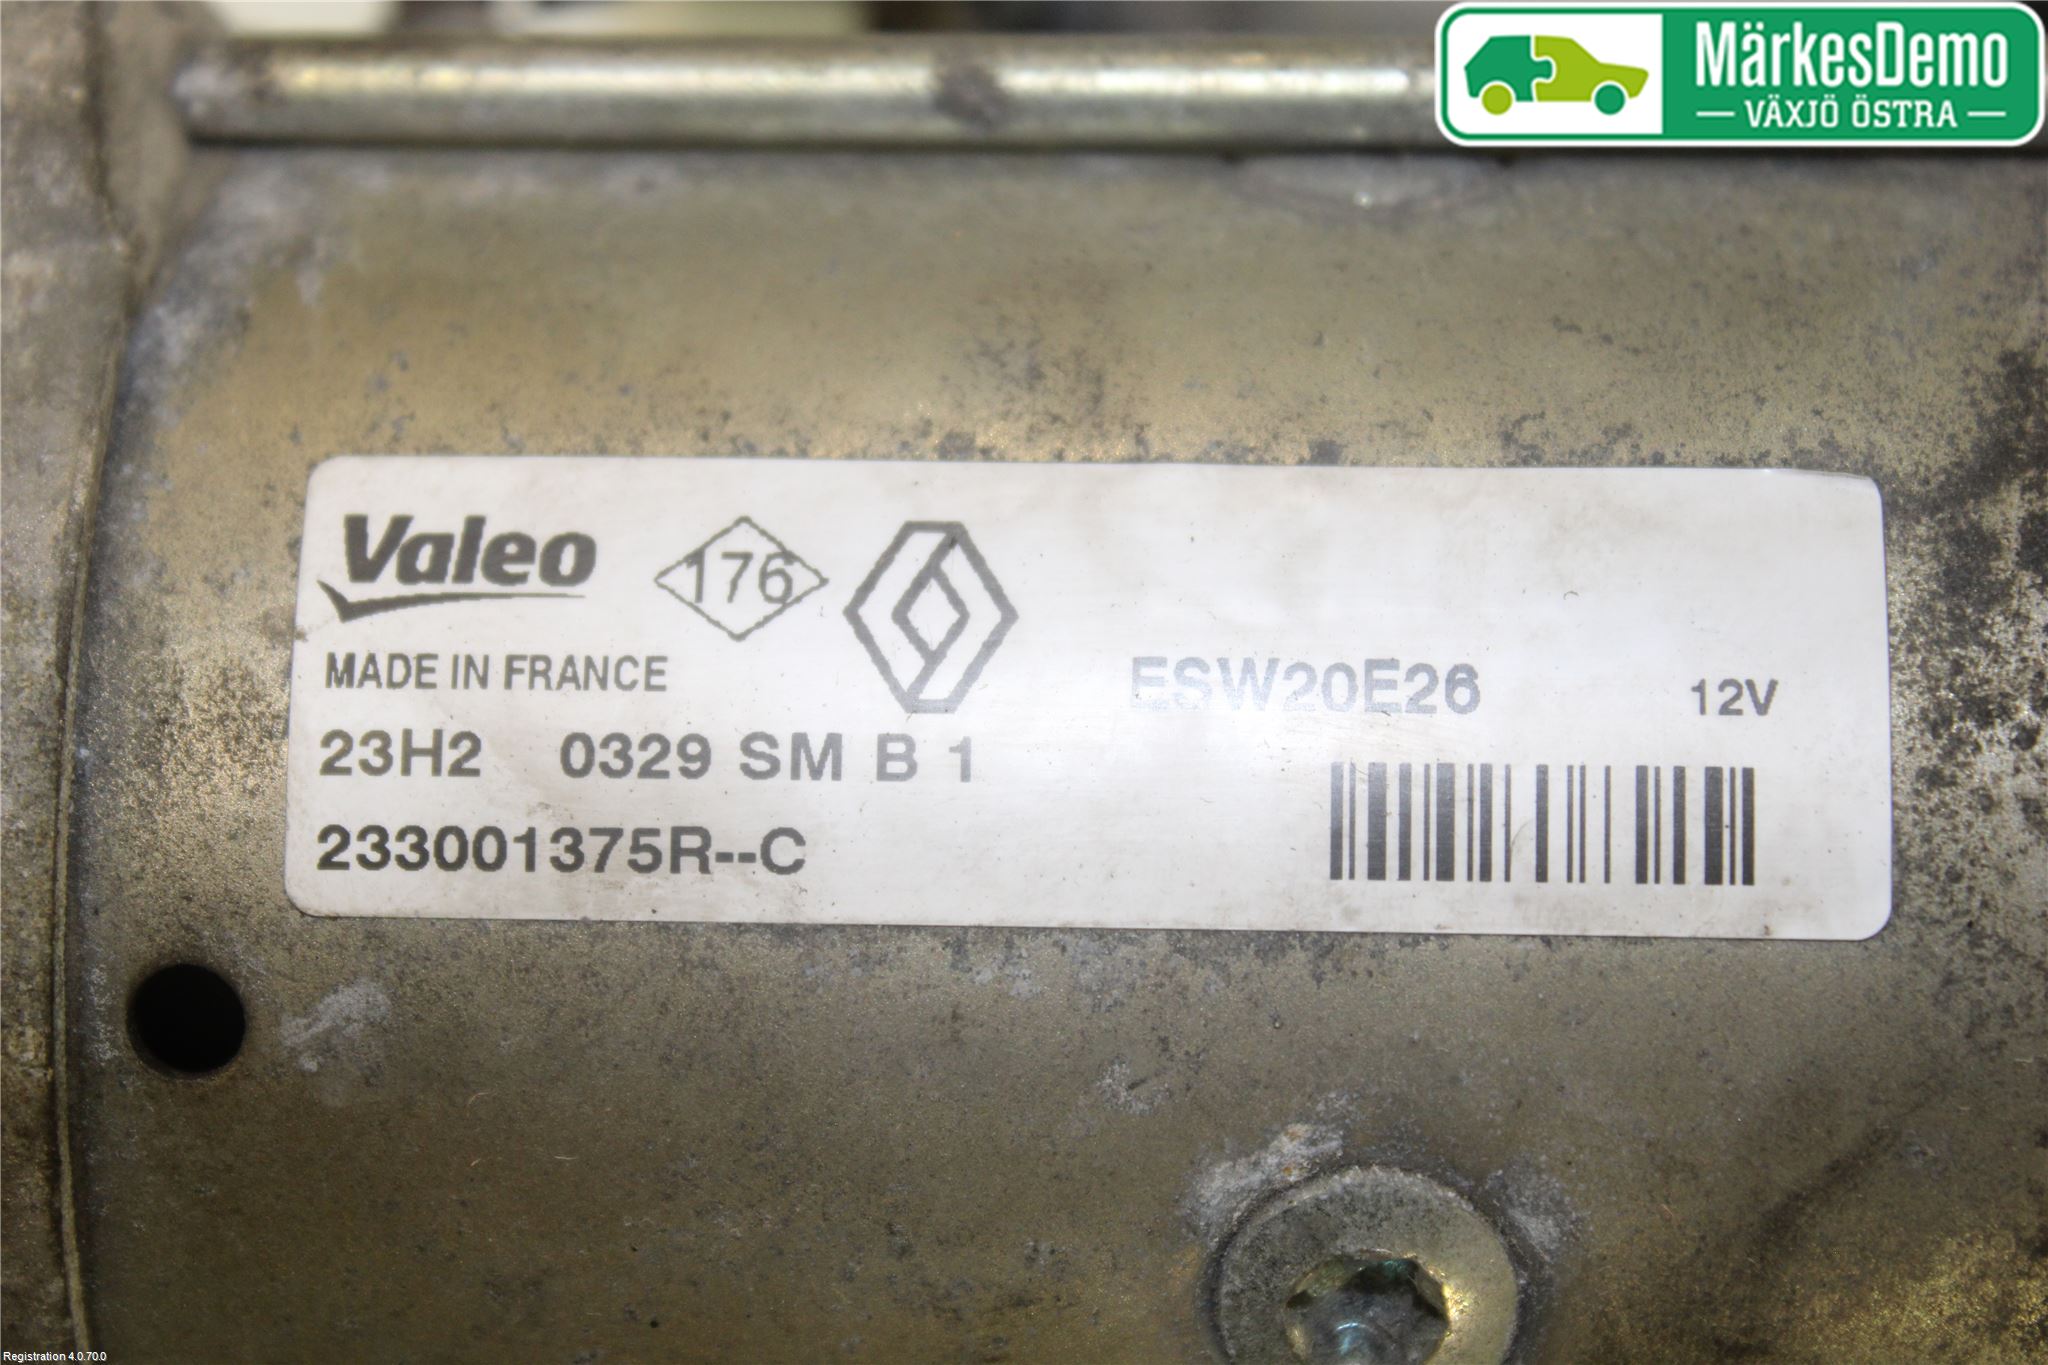 MärkesDemo
VÄXJÖ ÖSTRA
Valeo 176
MADE IN FRANCE ESW20E26 12V
23H2 0329 SM B 1
233001375R--C
Registration 4.0.70.0